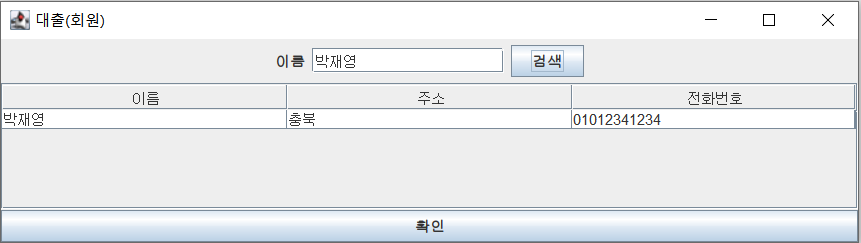 대출(회원)
이름 박재영 검색
이름 주소 전화번호
박재영 충북 01012341234
확인